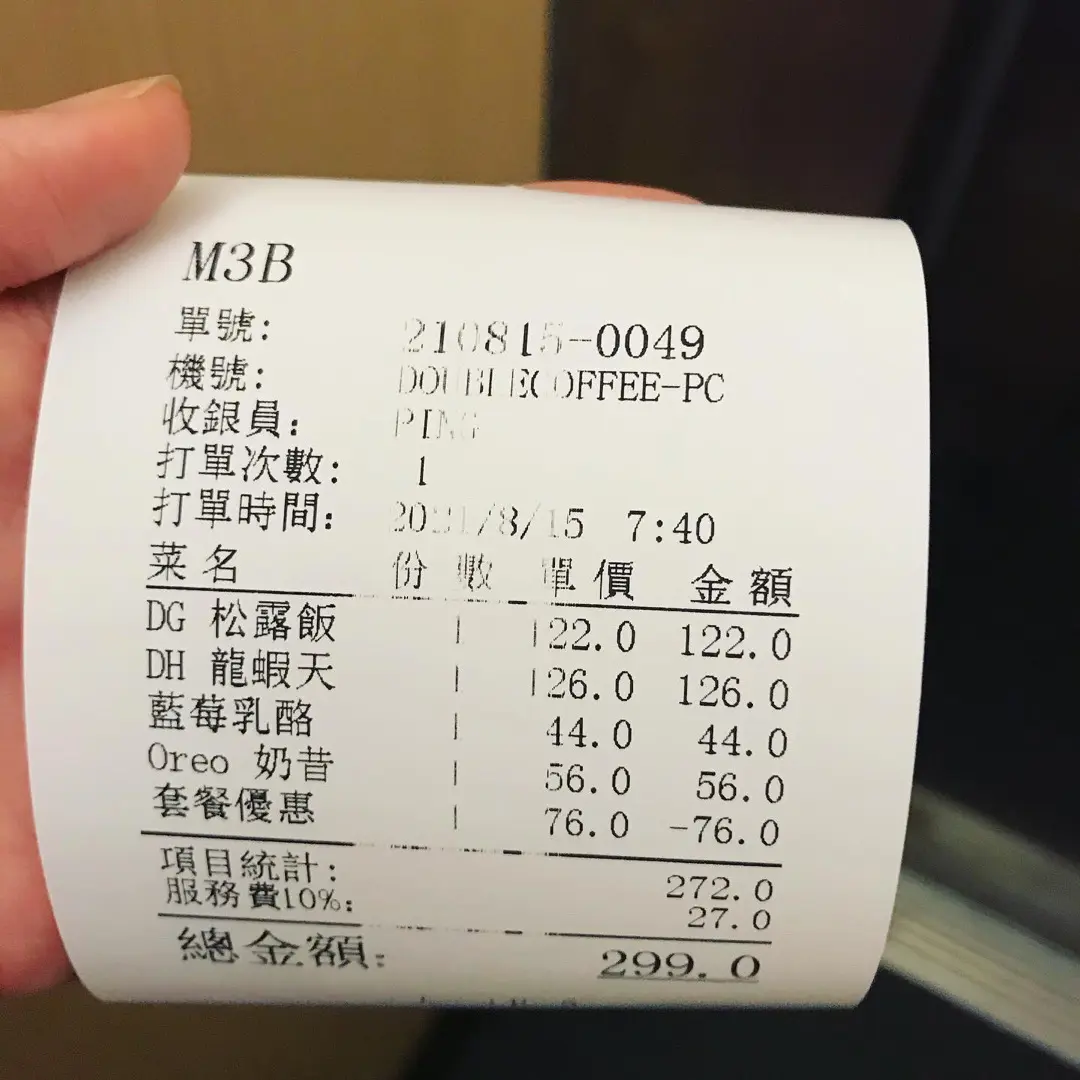 M3B
單號: 210815-0049
機號: DOUBLECOFFEE-PC
收銀員: PING
打單次數: 1
打單時間: 2021/8/15 7:40
菜名 份數 單價 金額
DG 松露飯 1 122.0 122.0
DH 龍蝦天 1 126.0 126.0
藍莓乳酪 1 44.0 44.0
Oreo 奶昔 1 56.0 56.0
套餐優惠 1 76.0 -76.0
項目統計: 272.0
服務費10%: 27.0
總金額: 299.0